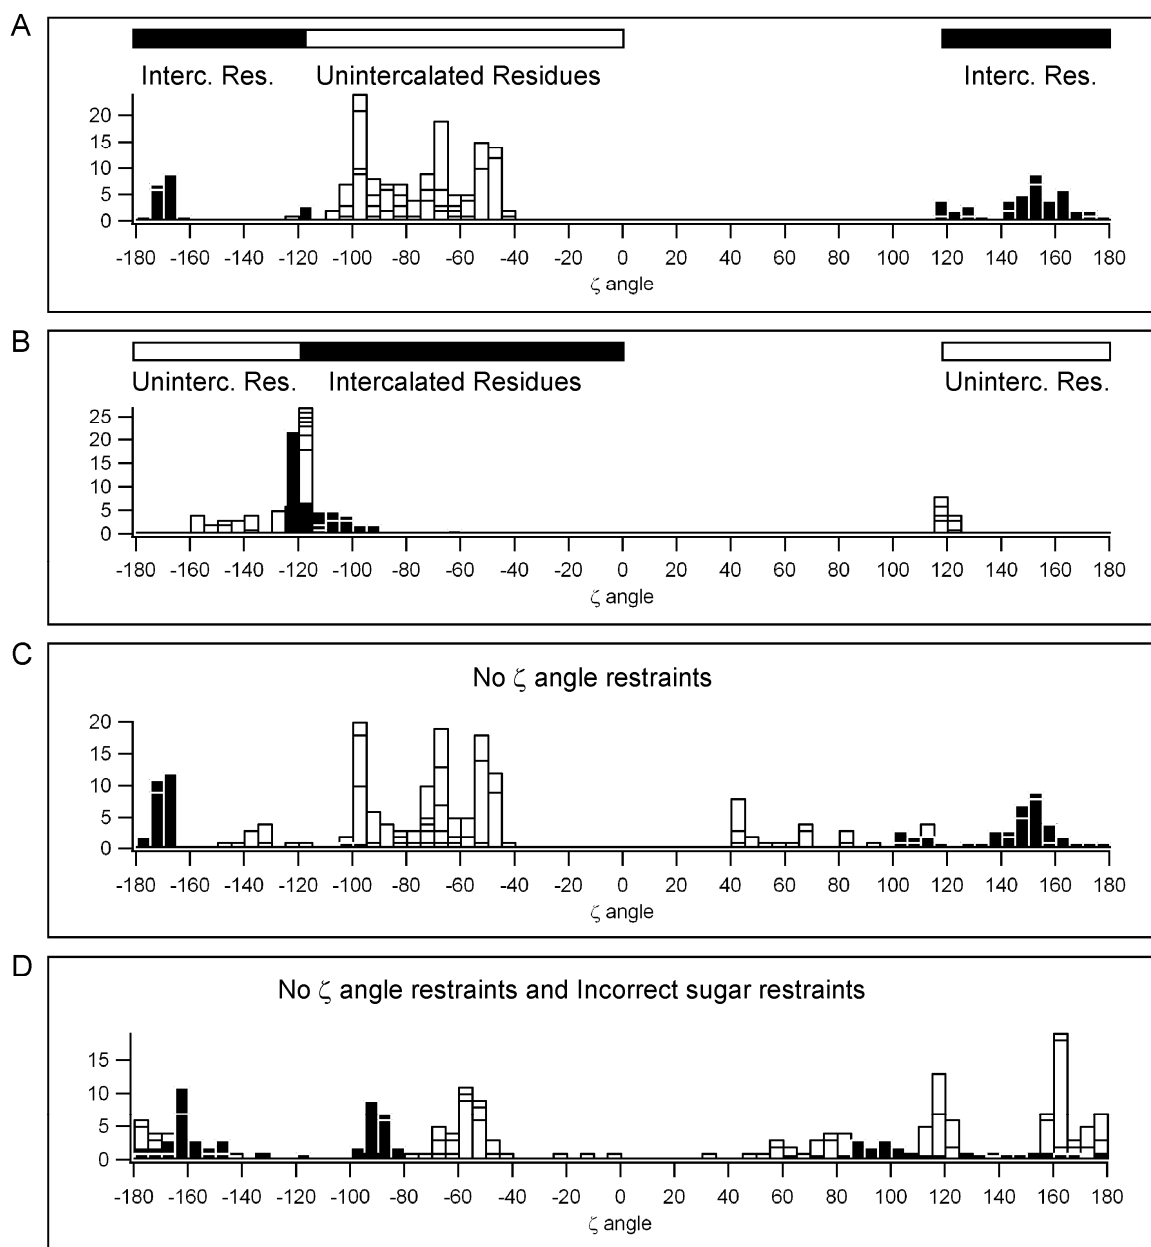 A
Interc. Res. Unintercalated Residues Interc. Res.
20
15
10
5
0
-180 -160 -140 -120 -100 -80 -60 -40 -20 0 20 40 60 80 100 120 140 160 180
ζ angle
B
Uninterc. Res. Intercalated Residues Uninterc. Res.
25
20
15
10
5
0
-180 -160 -140 -120 -100 -80 -60 -40 -20 0 20 40 60 80 100 120 140 160 180
ζ angle
C
No ζ angle restraints
20
15
10
5
0
-180 -160 -140 -120 -100 -80 -60 -40 -20 0 20 40 60 80 100 120 140 160 180
ζ angle
D
No ζ angle restraints and Incorrect sugar restraints
15
10
5
0
-180 -160 -140 -120 -100 -80 -60 -40 -20 0 20 40 60 80 100 120 140 160 180
ζ angle